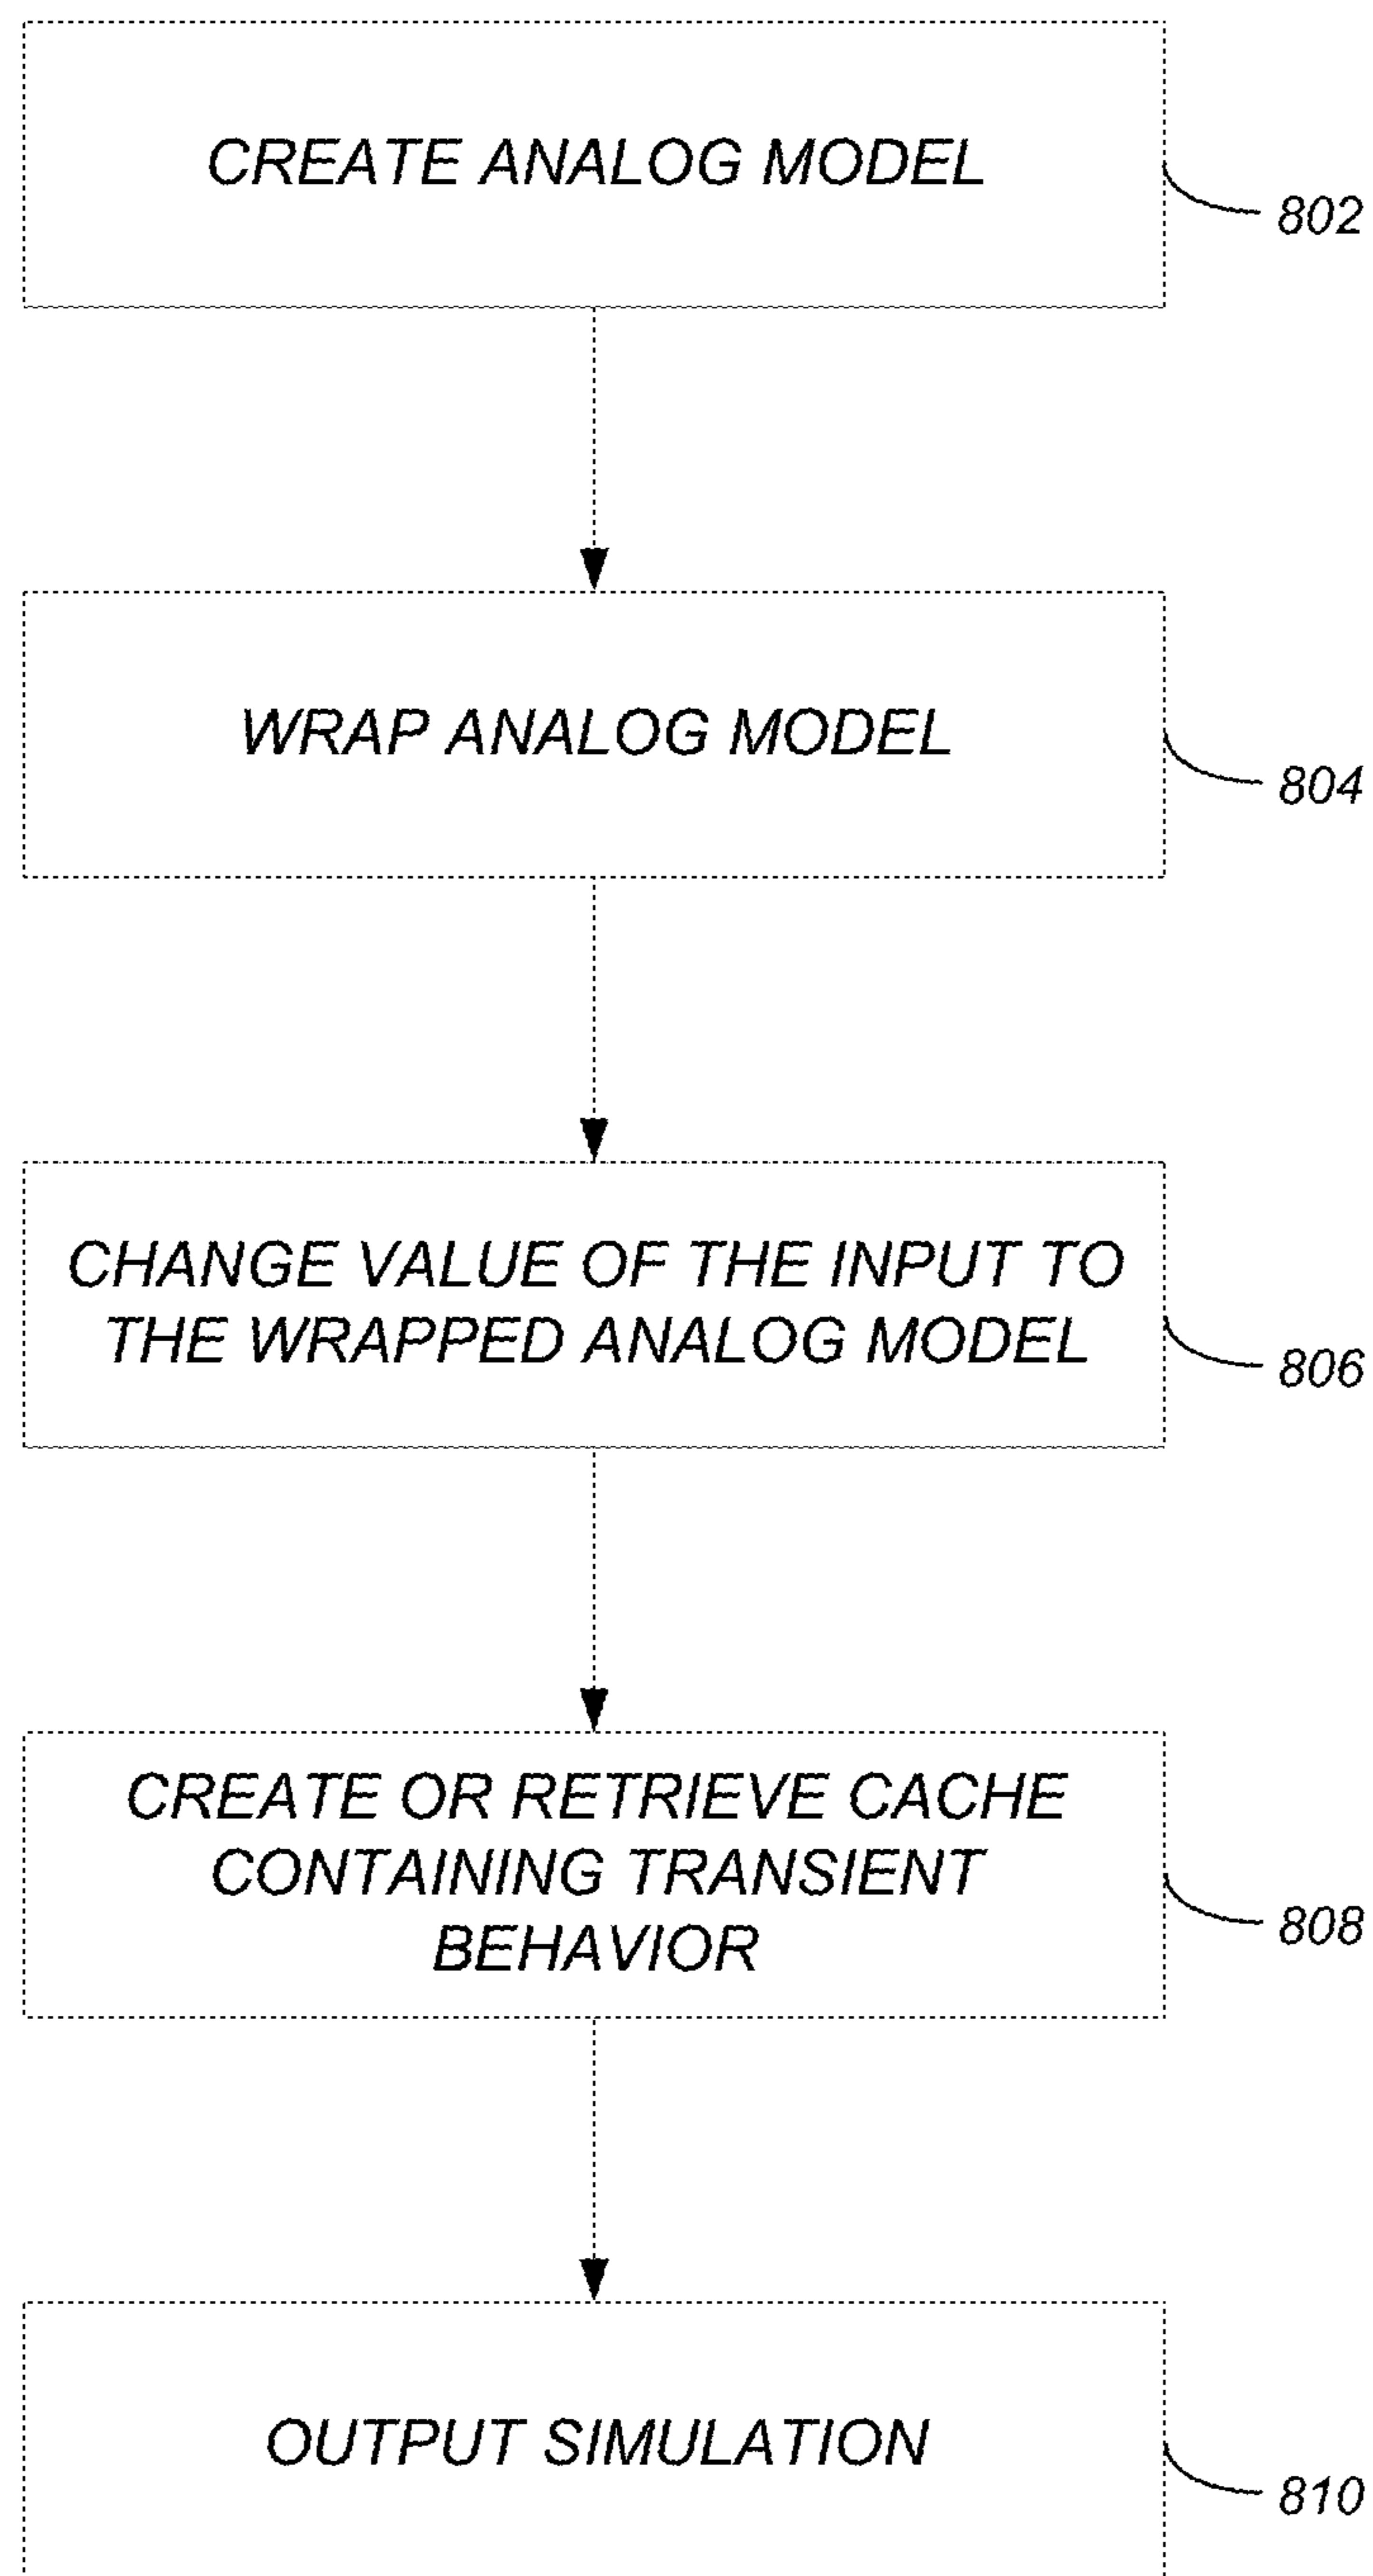 CREATE ANALOG MODEL
802
WRAP ANALOG MODEL
804
CHANGE VALUE OF THE INPUT TO
THE WRAPPED ANALOG MODEL
806
CREATE OR RETRIEVE CACHE
CONTAINING TRANSIENT
BEHAVIOR
808
OUTPUT SIMULATION
810